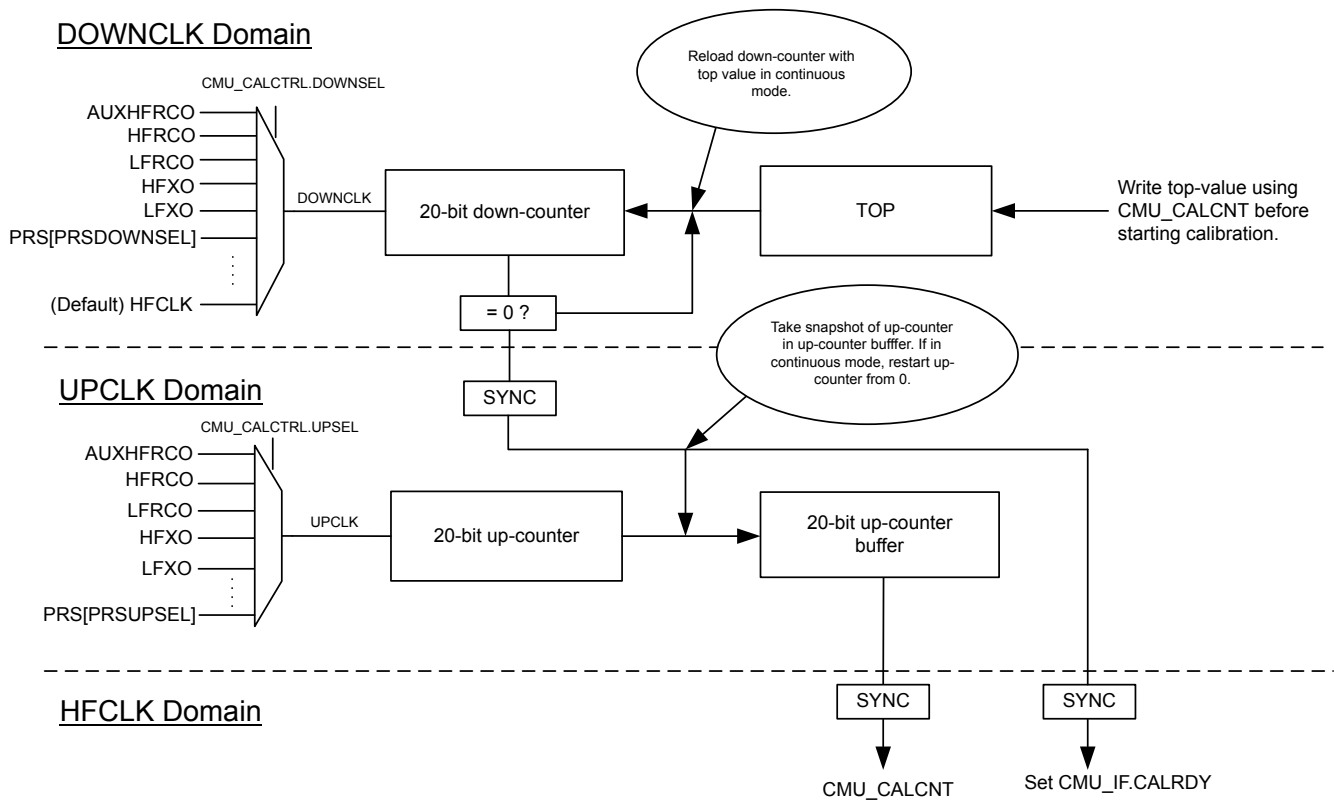 DOWNCLK Domain
CMU_CALCTRL.DOWNSEL
AUXHFRCO
HFRCO
LFRCO
HFXO
LFXO
PRS[PRSDOWNSEL]
(Default) HFCLK
DOWNCLK
20-bit down-counter
= 0 ?
Reload down-counter with
top value in continuous
mode.
TOP
Write top-value using
CMU_CALCNT before
starting calibration.
Take snapshot of up-counter
in up-counter bufffer. If in
continuous mode, restart up-
counter from 0.
SYNC
UPCLK Domain
CMU_CALCTRL.UPSEL
AUXHFRCO
HFRCO
LFRCO
HFXO
LFXO
PRS[PRSUPSEL]
UPCLK
20-bit up-counter
20-bit up-counter
buffer
HFCLK Domain
SYNC
SYNC
CMU_CALCNT
Set CMU_IF.CALRDY